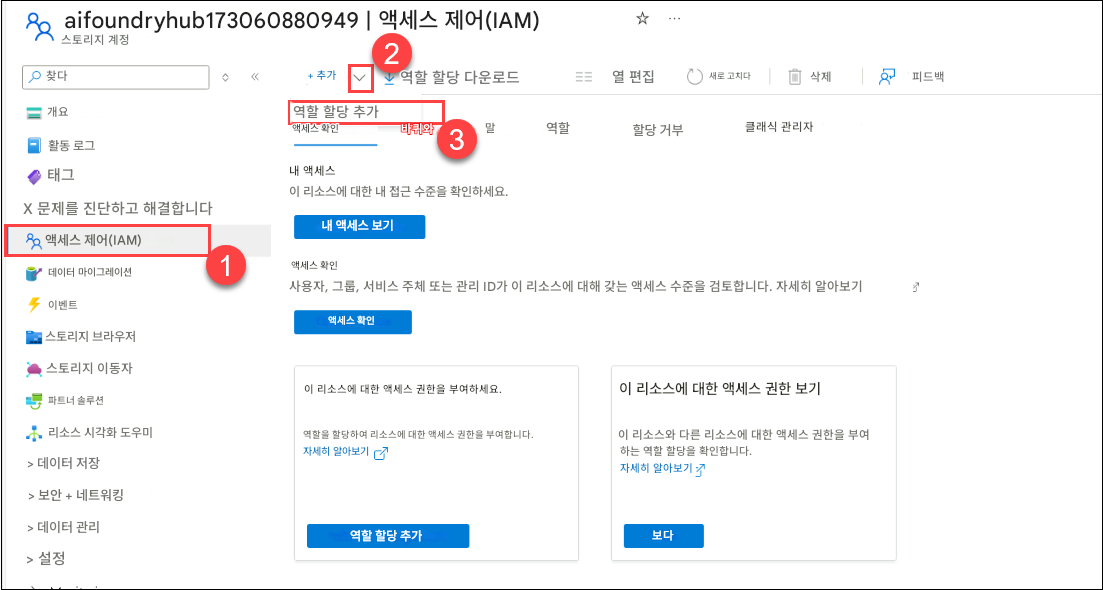 aifoundryhub173060880949 | 액세스 제어(IAM)
스토리지 계정
찾다
+ 추가
2
역할 할당 다운로드
열 편집
새로 고치다
삭제
피드백
역할 할당 추가
3
액세스 확인
바뀌와
말
역할
할당 거부
클래식 관리자
개요
활동 로그
태그
X 문제를 진단하고 해결합니다
액세스 제어(IAM)
1
데이터 마이그레이션
이벤트
스토리지 브라우저
스토리지 이동자
파트너 솔루션
리소스 시각화 도우미
> 데이터 저장
> 보안 + 네트워킹
> 데이터 관리
> 설정
내 액세스
이 리소스에 대한 내 접근 수준을 확인하세요.
내 액세스 보기
액세스 확인
사용자, 그룹, 서비스 주체 또는 관리 ID가 이 리소스에 대해 갖는 액세스 수준을 검토합니다. 자세히 알아보기
액세스 확인
이 리소스에 대한 액세스 권한을 부여하세요.
역할을 할당하여 리소스에 대한 액세스 권한을 부여합니다.
자세히 알아보기
역할 할당 추가
이 리소스에 대한 액세스 권한 보기
이 리소스와 다른 리소스에 대한 액세스 권한을 부여
하는 역할 할당을 확인합니다.
자세히 알아보기
보다